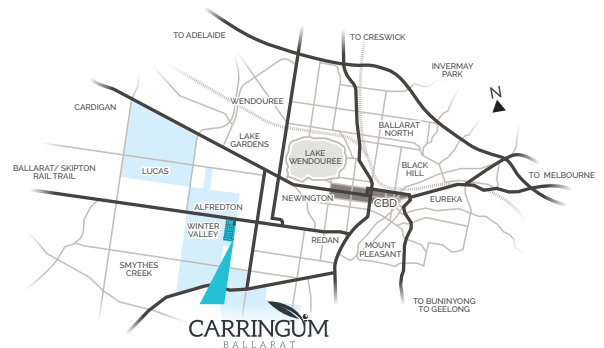 TO ADELAIDE
TO CRESWICK
INVERMAY
PARK
N
CARDIGAN
WENDOUREE
BALLARAT
NORTH
LAKE
GARDENS
LAKE
WENDOUREE
BLACK
HILL
BALLARAT/ SKIPTON
RAIL TRAIL
LUCAS
TO MELBOURNE
NEWINGTON
CBD
EUREKA
ALFREDTON
WINTER
VALLEY
REDAN
MOUNT
PLEASANT
SMYTHES
CREEK
TO BUNINYONG
TO GEELONG
CARRINGUM
BALLARAT